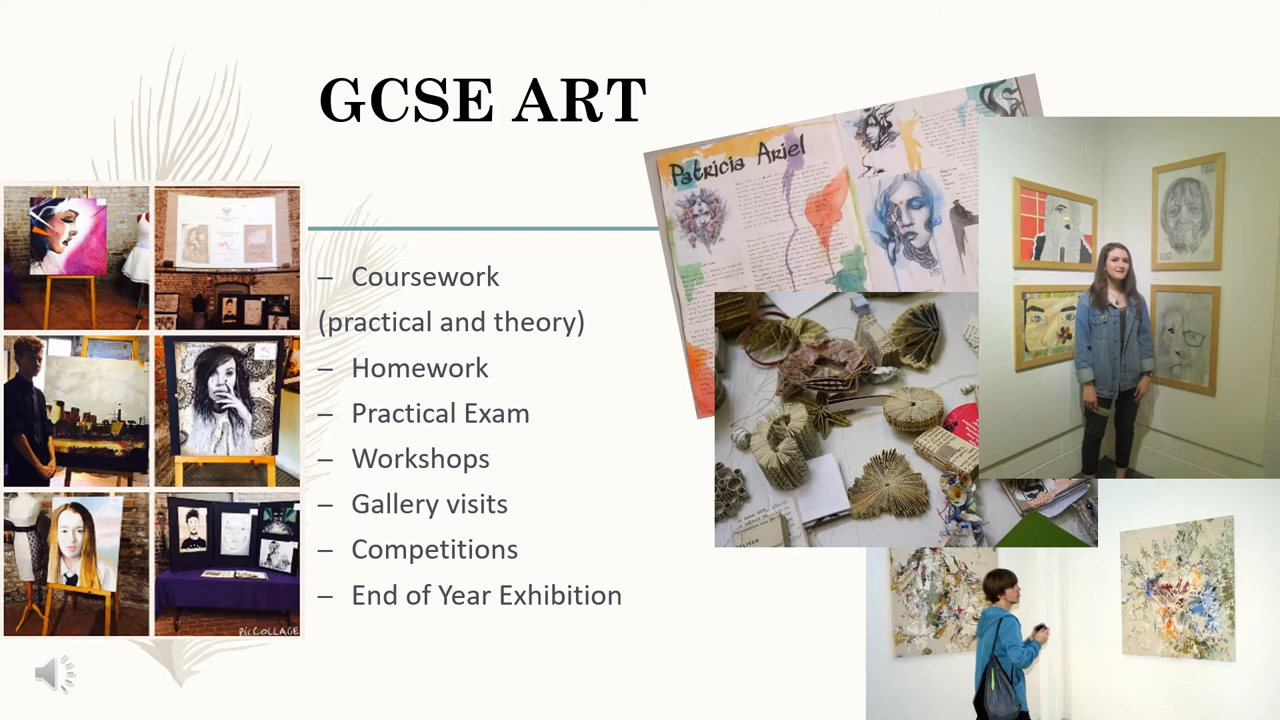 GCSE ART
– Coursework
(practical and theory)
– Homework
– Practical Exam
– Workshops
– Gallery visits
– Competitions
– End of Year Exhibition
Patricia Ariel
PicCOLLAGE